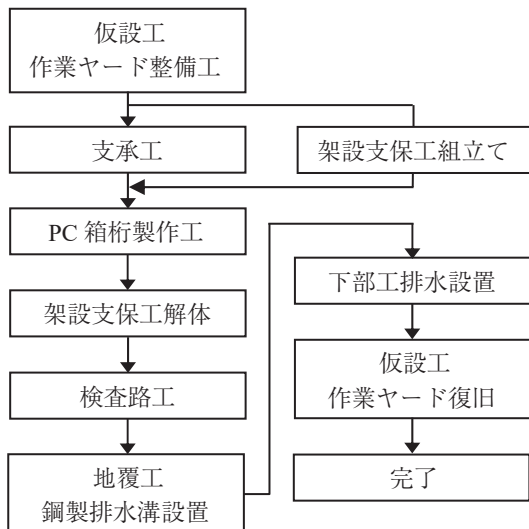 仮設工
作業ヤード整備工
支承工
架設支保工組立て
PC 箱桁製作工
架設支保工解体
検査路工
地覆工
鋼製排水溝設置
下部工排水設置
仮設工
作業ヤード復旧
完了